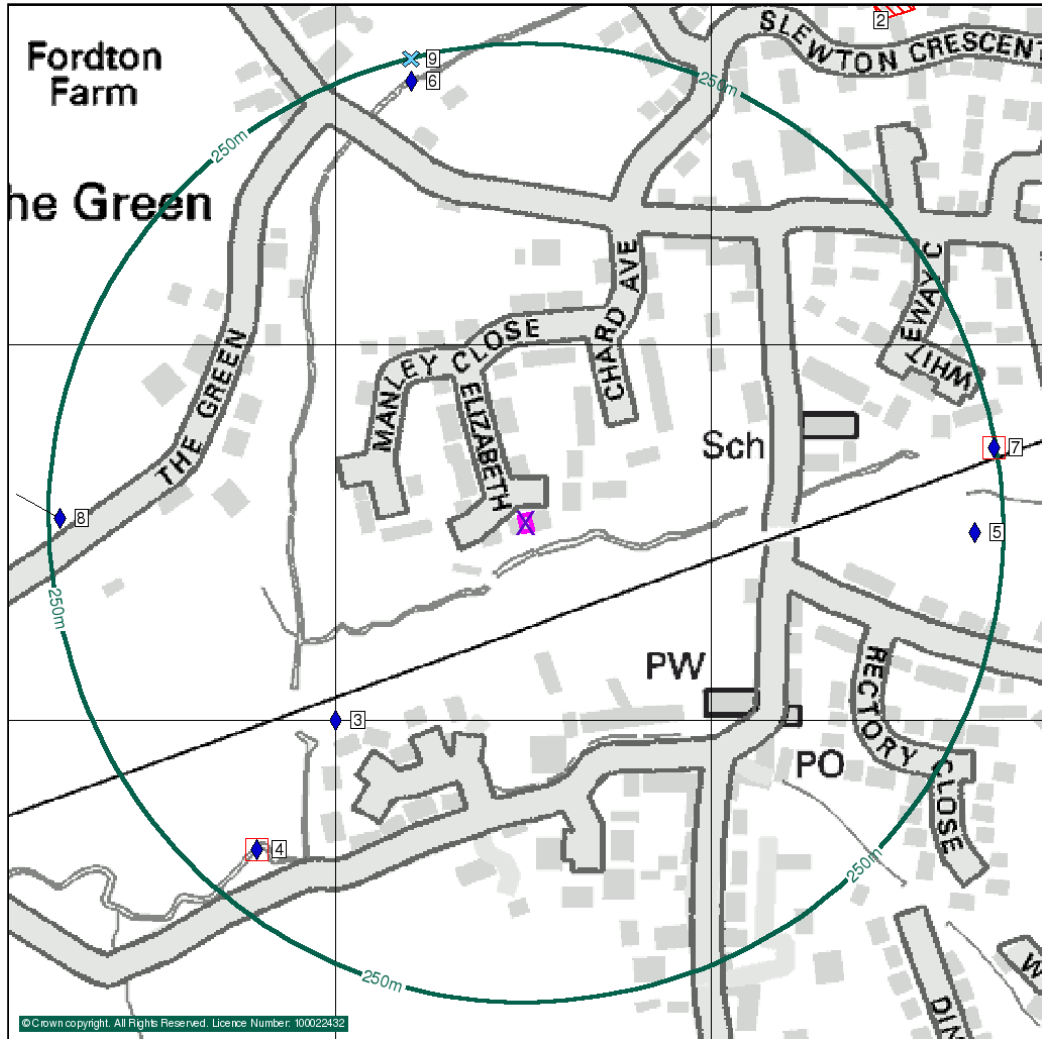 Fordton
Farm
he Green
SLEWTON CRESCENT
2
9
6
250m
250m
CHARD AVE
MANLEY CLOSE
ELIZABETH
THE GREEN
WHIT
EWAY C
Sch
7
8
5
250m
PW
3
RECTORY CLOSE
PO
4
250m
250m
DIN
W
© Crown copyright. All Rights Reserved. Licence Number: 100022432